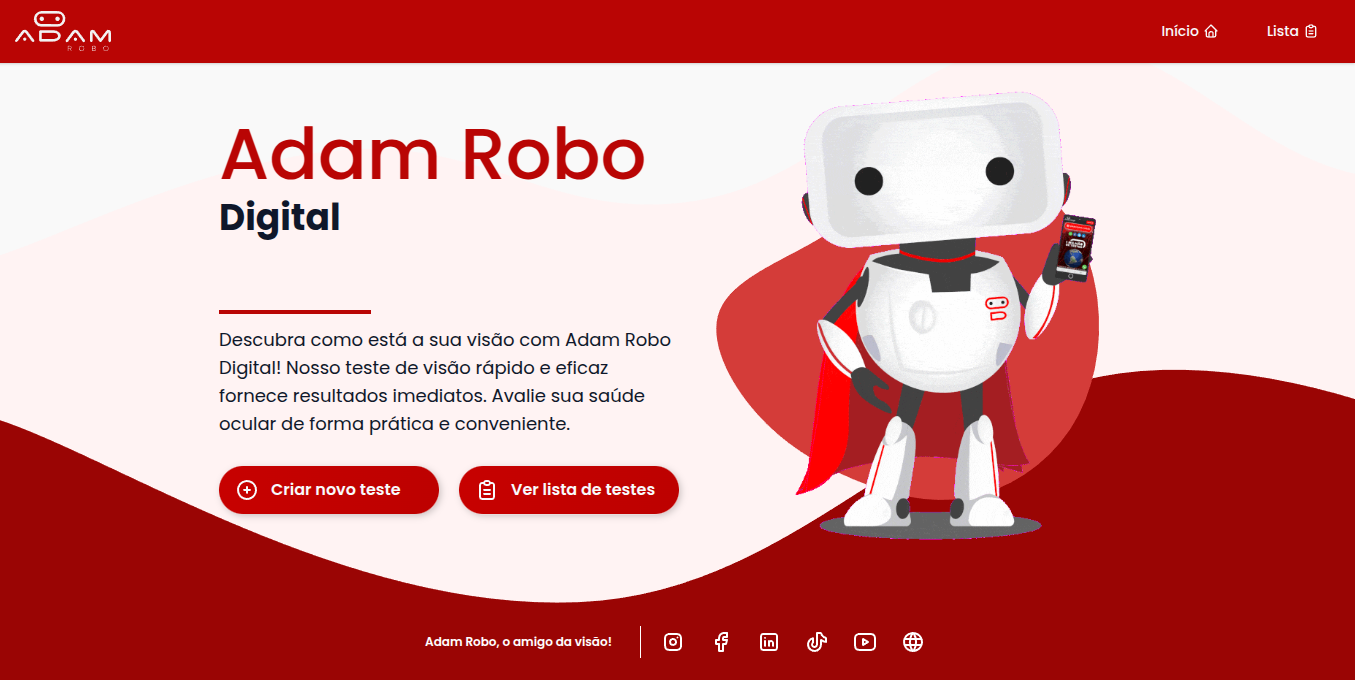 ADAM
ROBO
Início
Lista
Adam Robo
Digital
Descubra como está a sua visão com Adam Robo
Digital! Nosso teste de visão rápido e eficaz
fornece resultados imediatos. Avalie sua saúde
ocular de forma prática e conveniente.
Criar novo teste
Ver lista de testes
Adam Robo, o amigo da visão!